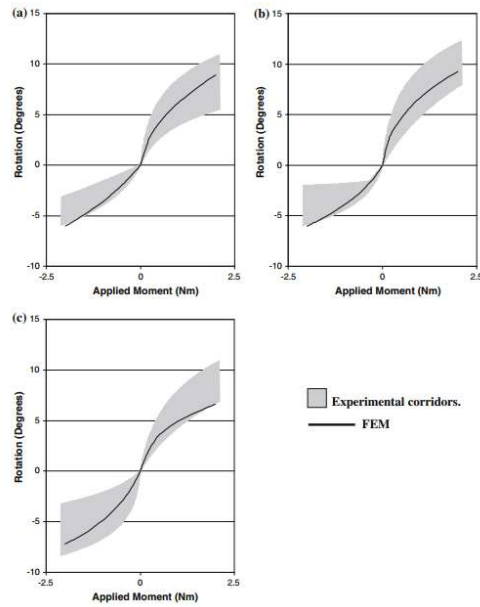 (a)
15
10
5
0
-5
-10
-2.5 0 2.5
Rotation (Degrees)
Applied Moment (Nm)
(b)
15
10
5
0
-5
-10
-2.5 0 2.5
Rotation (Degrees)
Applied Moment (Nm)
(c)
15
10
5
0
-5
-10
-2.5 0 2.5
Rotation (Degrees)
Applied Moment (Nm)
Experimental corridors.
FEM